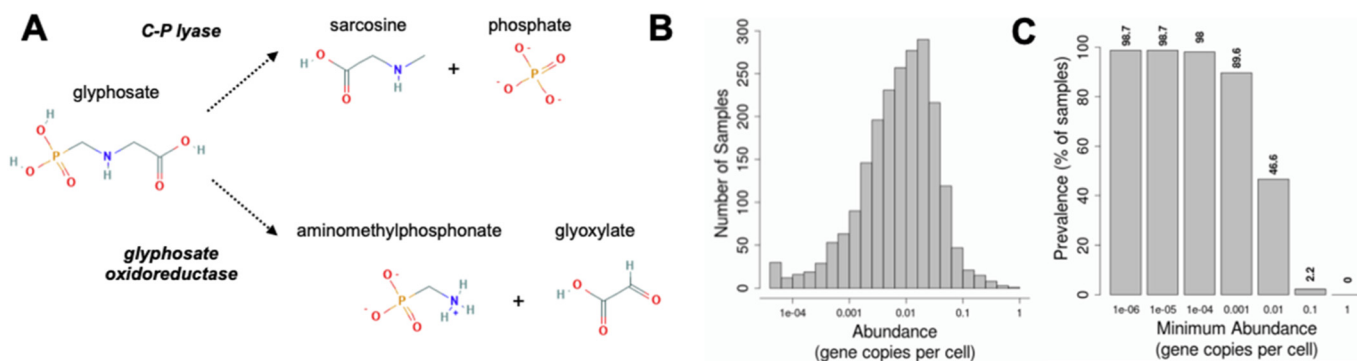 A
C-P lyase
sarcosine
phosphate
glyphosate
H
O
O
N
H
+
O-
O
P
-O
O-
H
O
H
O
P
O
N
H
O
O
H
glyphosate
oxidoreductase
aminomethylphosphonate
glyoxylate
O-
-O
P
O
N+
H
H
H
+
H
O
O
H
O
B
Number of Samples
300
250
200
150
100
50
0
1e-04
0.001
0.01
0.1
1
Abundance
(gene copies per cell)
C
Prevalence (% of samples)
100
80
60
40
20
0
98.7
98.7
98
89.6
46.6
2.2
0
1e-06
1e-05
1e-04
0.001
0.01
0.1
1
Minimum Abundance
(gene copies per cell)